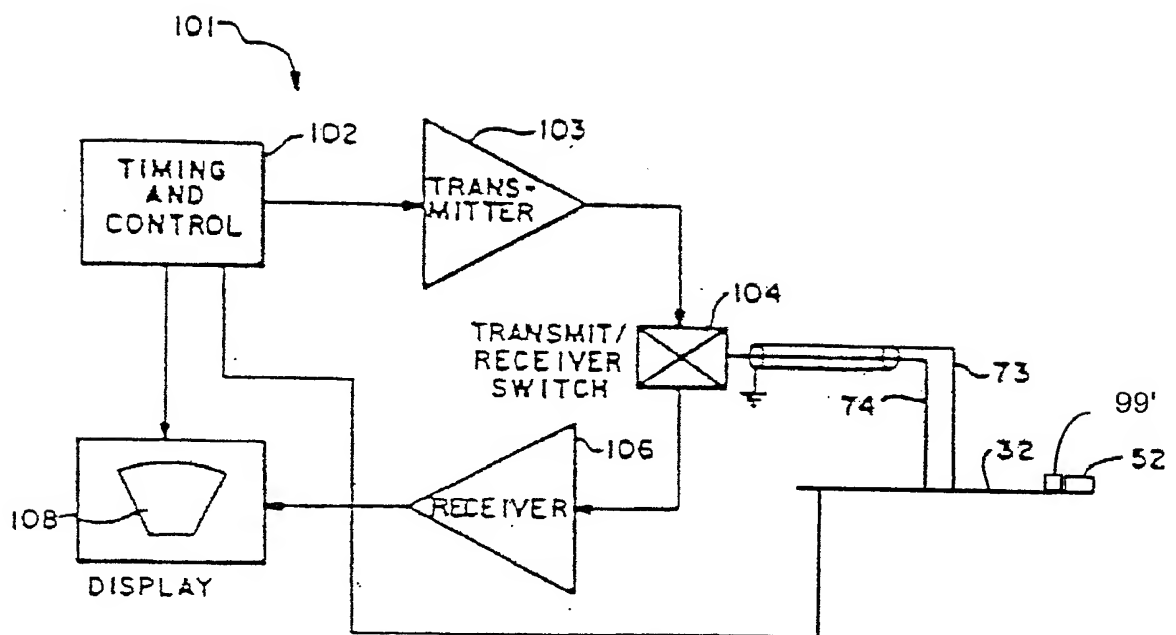 101
102
TIMING
AND
CONTROL
103
TRANS-
MITTER
104
TRANSMIT/
RECEIVER
SWITCH
73
74
99'
32
52
106
RECEIVER
108
DISPLAY